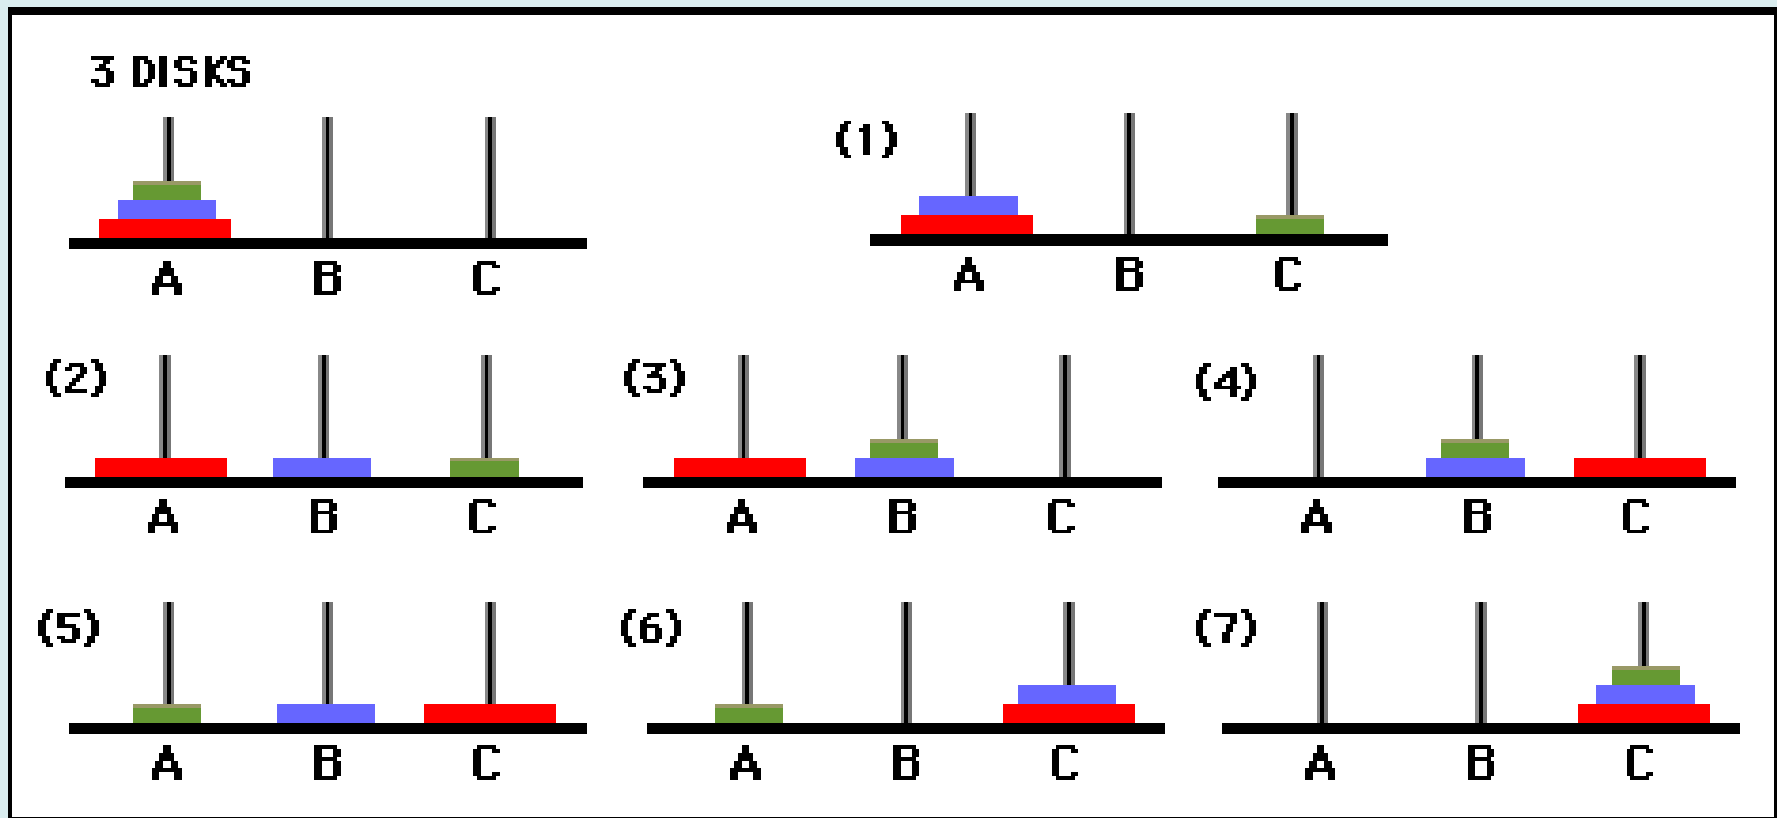 3 DISKS
A B C
(1)
A B C
(2) (3) (4)
A B C A B C A B C
(5) (6) (7)
A B C A B C A B C